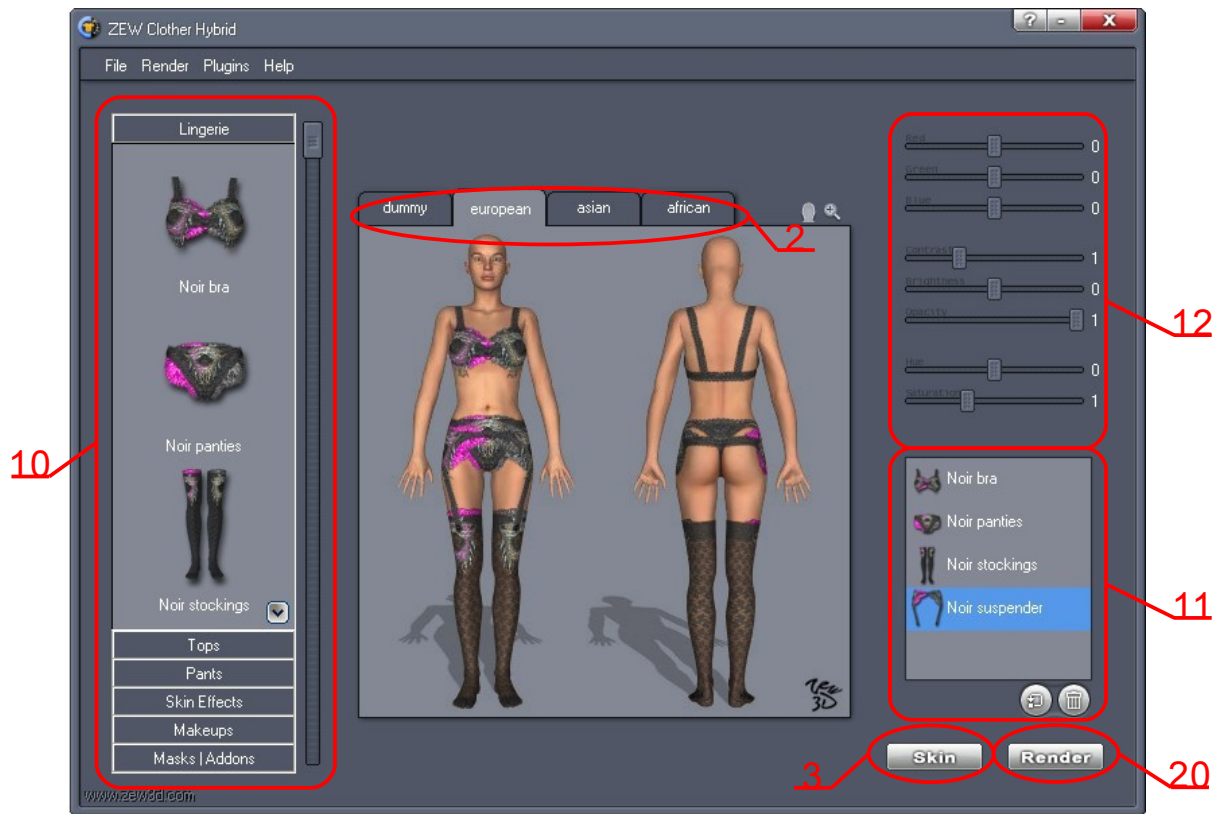 ZEW Clother Hybrid
? - X
File Render Plugins Help
Lingerie
Noir bra
Noir panties
Noir stockings
Tops
Pants
Skin Effects
Makeups
Masks | Addons
www.zew3d.com
10
dummy european asian african
2
Zew
3D
Red 0
Green 0
Blue 0
Contrast 1
Brightness 0
Opacity 1
Hue 0
Saturation 1
12
Noir bra
Noir panties
Noir stockings
Noir suspender
11
Skin Render
3
20